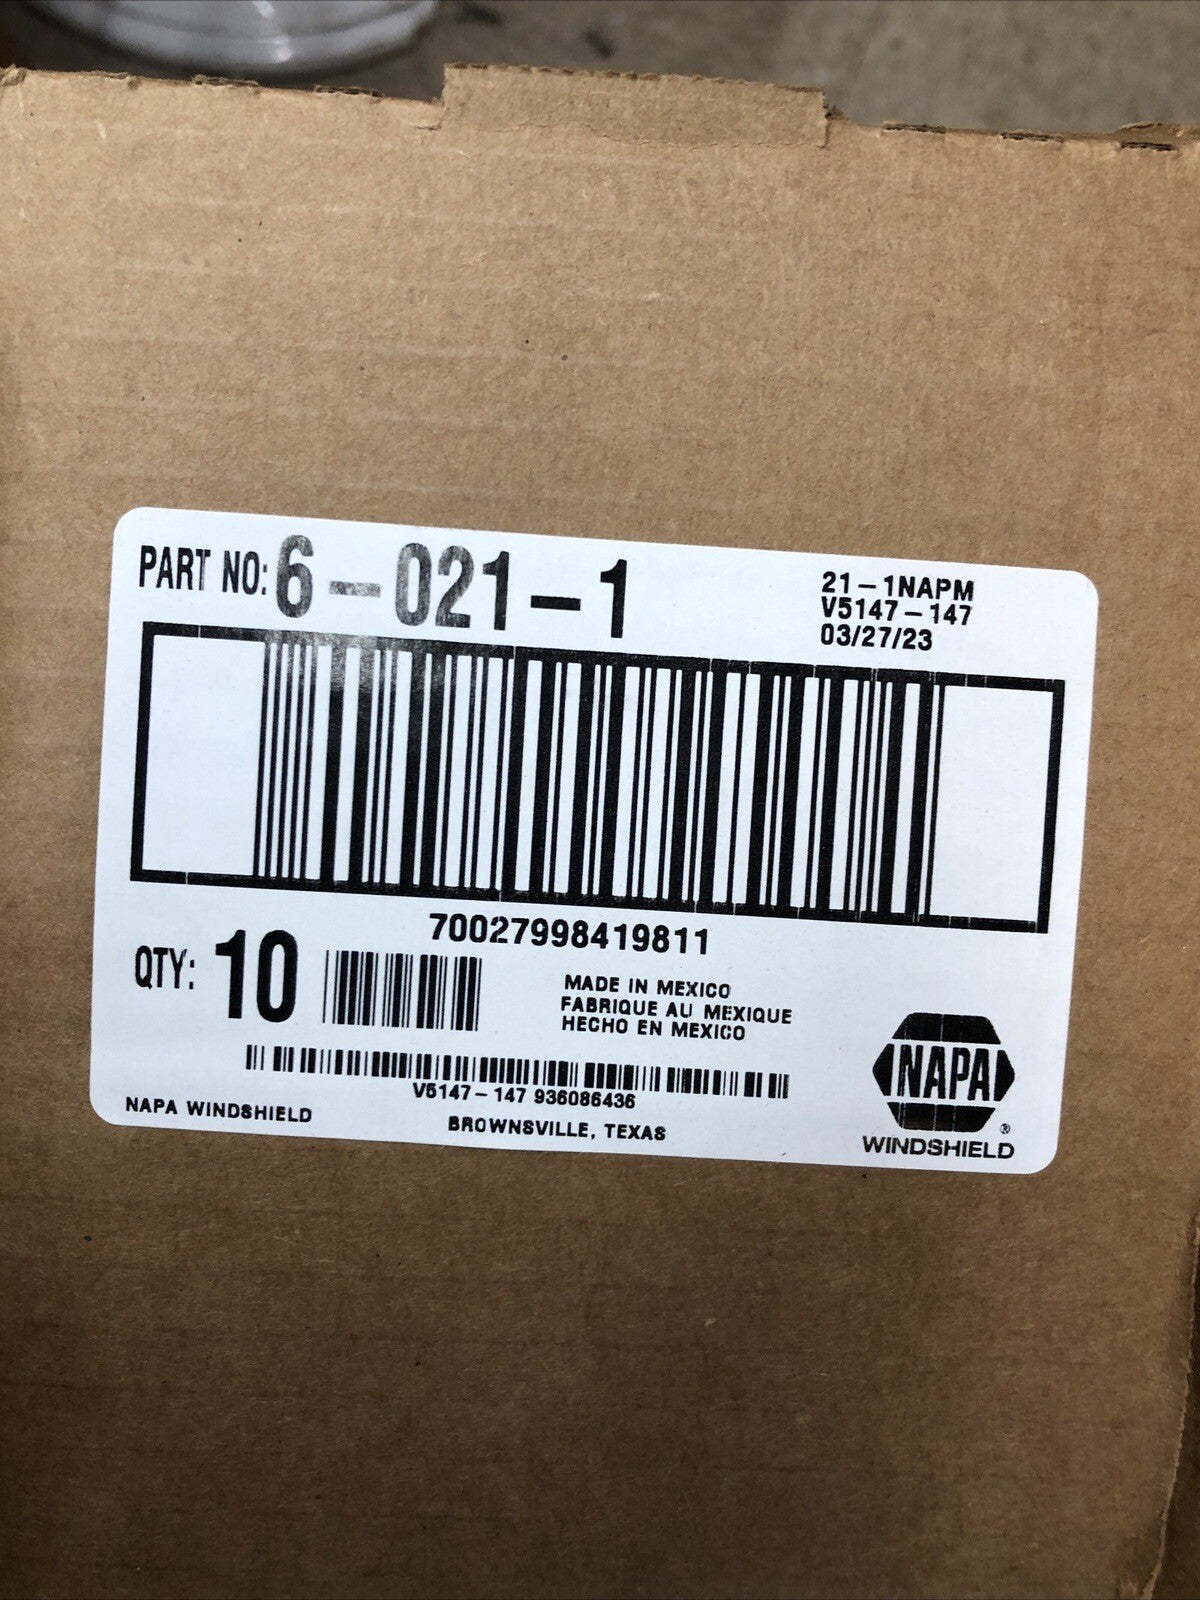 PART NO: 6-021-1
21-1NAPM
V5147-147
03/27/23
70027998419811
QTY: 10
MADE IN MEXICO
FABRIQUE AU MEXIQUE
HECHO EN MEXICO
V5147-147 936086436
NAPA WINDSHIELD
BROWNSVILLE, TEXAS
NAPA®
WINDSHIELD